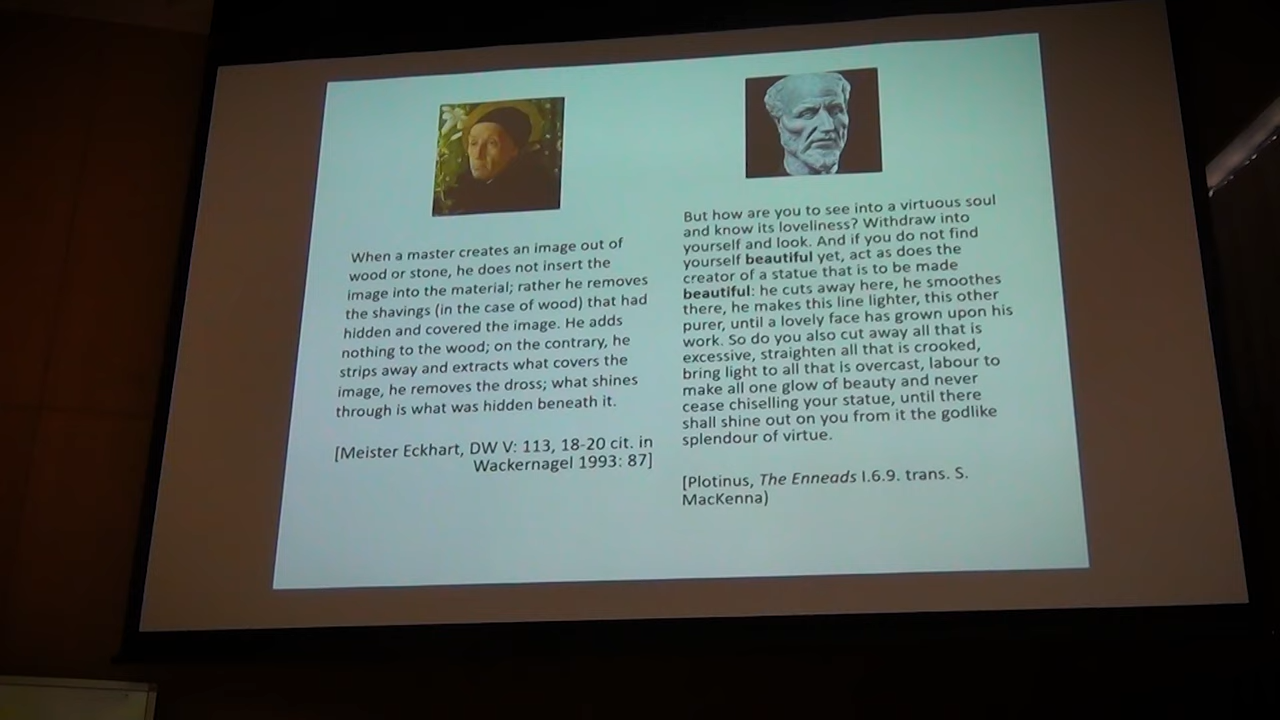 When a master creates an image out of
wood or stone, he does not insert the
image into the material; rather he removes
the shavings (in the case of wood) that had
hidden and covered the image. He adds
nothing to the wood; on the contrary, he
strips away and extracts what covers the
image, he removes the dross; what shines
through is what was hidden beneath it.
[Meister Eckhart, DW V: 113, 18-20 cit. in
Wackernagel 1993: 87]
But how are you to see into a virtuous soul
and know its loveliness? Withdraw into
yourself and look. And if you do not find
yourself beautiful yet, act as does the
creator of a statue that is to be made
beautiful: he cuts away here, he smoothes
there, he makes this line lighter, this other
purer, until a lovely face has grown upon his
work. So do you also cut away all that is
excessive, straighten all that is crooked,
bring light to all that is overcast, labour to
make all one glow of beauty and never
cease chiselling your statue, until there
shall shine out on you from it the godlike
splendour of virtue.
[Plotinus, The Enneads I.6.9. trans. S.
MacKenna)